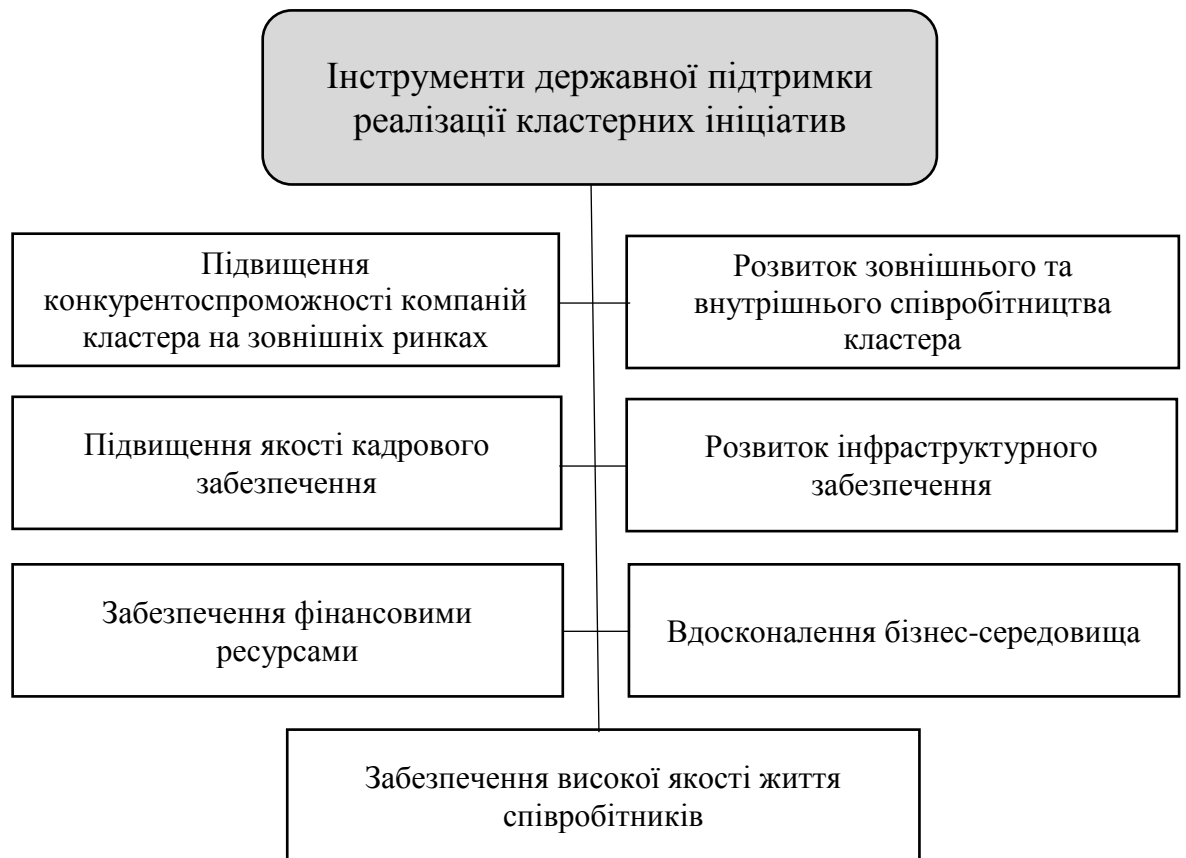 Інструменти державної підтримки
реалізації кластерних ініціатив
Підвищення
конкурентоспроможності компаній
кластера на зовнішніх ринках
Розвиток зовнішнього та
внутрішнього співробітництва
кластера
Підвищення якості кадрового
забезпечення
Розвиток інфраструктурного
забезпечення
Забезпечення фінансовими
ресурсами
Вдосконалення бізнес-середовища
Забезпечення високої якості життя
співробітників